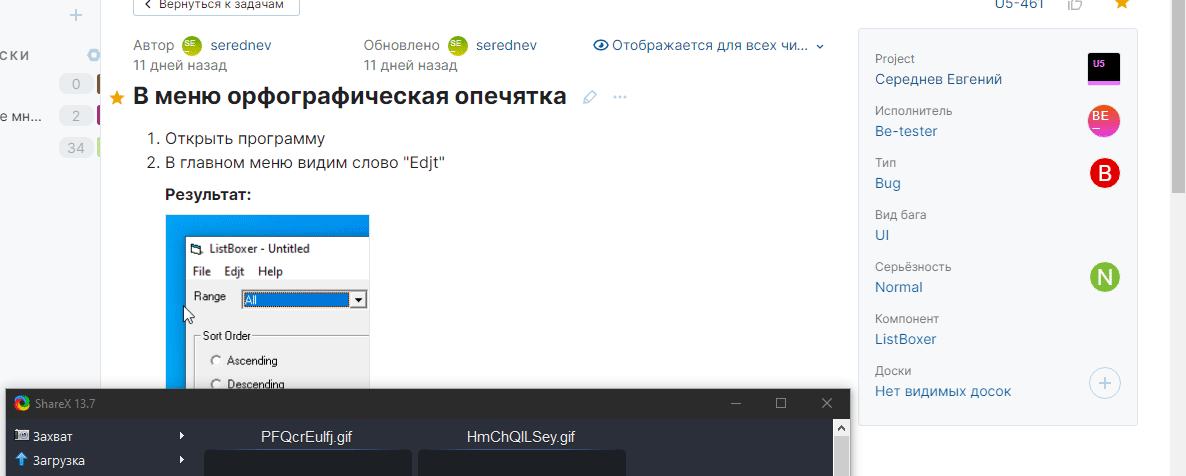 Вернуться к задачам
U5-461
ски
0
е мн...
2
34
Автор SE serednev
11 дней назад
Обновлено SE serednev
11 дней назад
Отображается для всех чи...
В меню орфографическая опечятка
1. Открыть программу
2. В главном меню видим слово "Edjt"
Результат:
ListBoxer - Untitled
File Edjt Help
Range All
Sort Order
Ascending
Descending
Project
Середнев Евгений
U5
Исполнитель
Be-tester
BE
Тип
Bug
B
Вид бага
UI
Серьёзность
Normal
N
Компонент
ListBoxer
Доски
Нет видимых досок
ShareX 13.7
Захват
Загрузка
PFQcrEulfj.gif
HmChQlLSey.gif